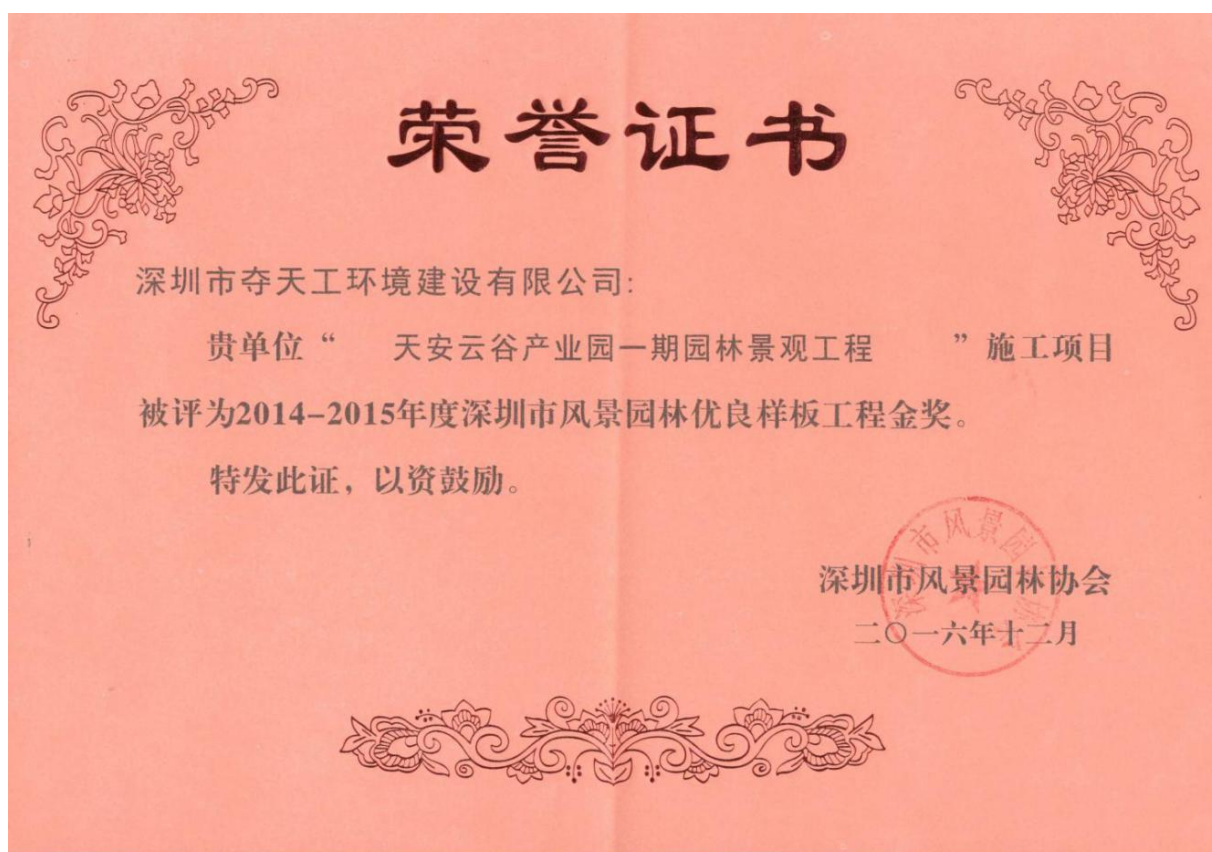 荣誉证书
深圳市夺天工环境建设有限公司：
贵单位“ 天安云谷产业园一期园林景观工程 ”施工项目
被评为2014-2015年度深圳市风景园林优良样板工程金奖。
特发此证，以资鼓励。
深圳市风景园林协会
二〇一六年十二月